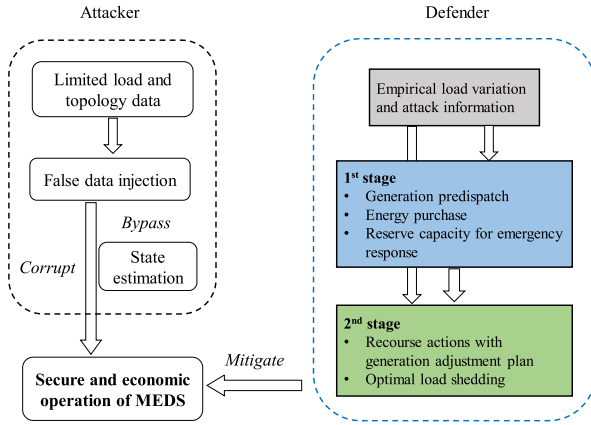 Attacker
Limited load and
topology data
False data injection
Bypass
State
estimation
Corrupt
Secure and economic
operation of MEDS
Mitigate
Defender
Empirical load variation
and attack information
1st stage
• Generation predispatch
• Energy purchase
• Reserve capacity for emergency
response
2nd stage
• Recourse actions with
generation adjustment plan
• Optimal load shedding